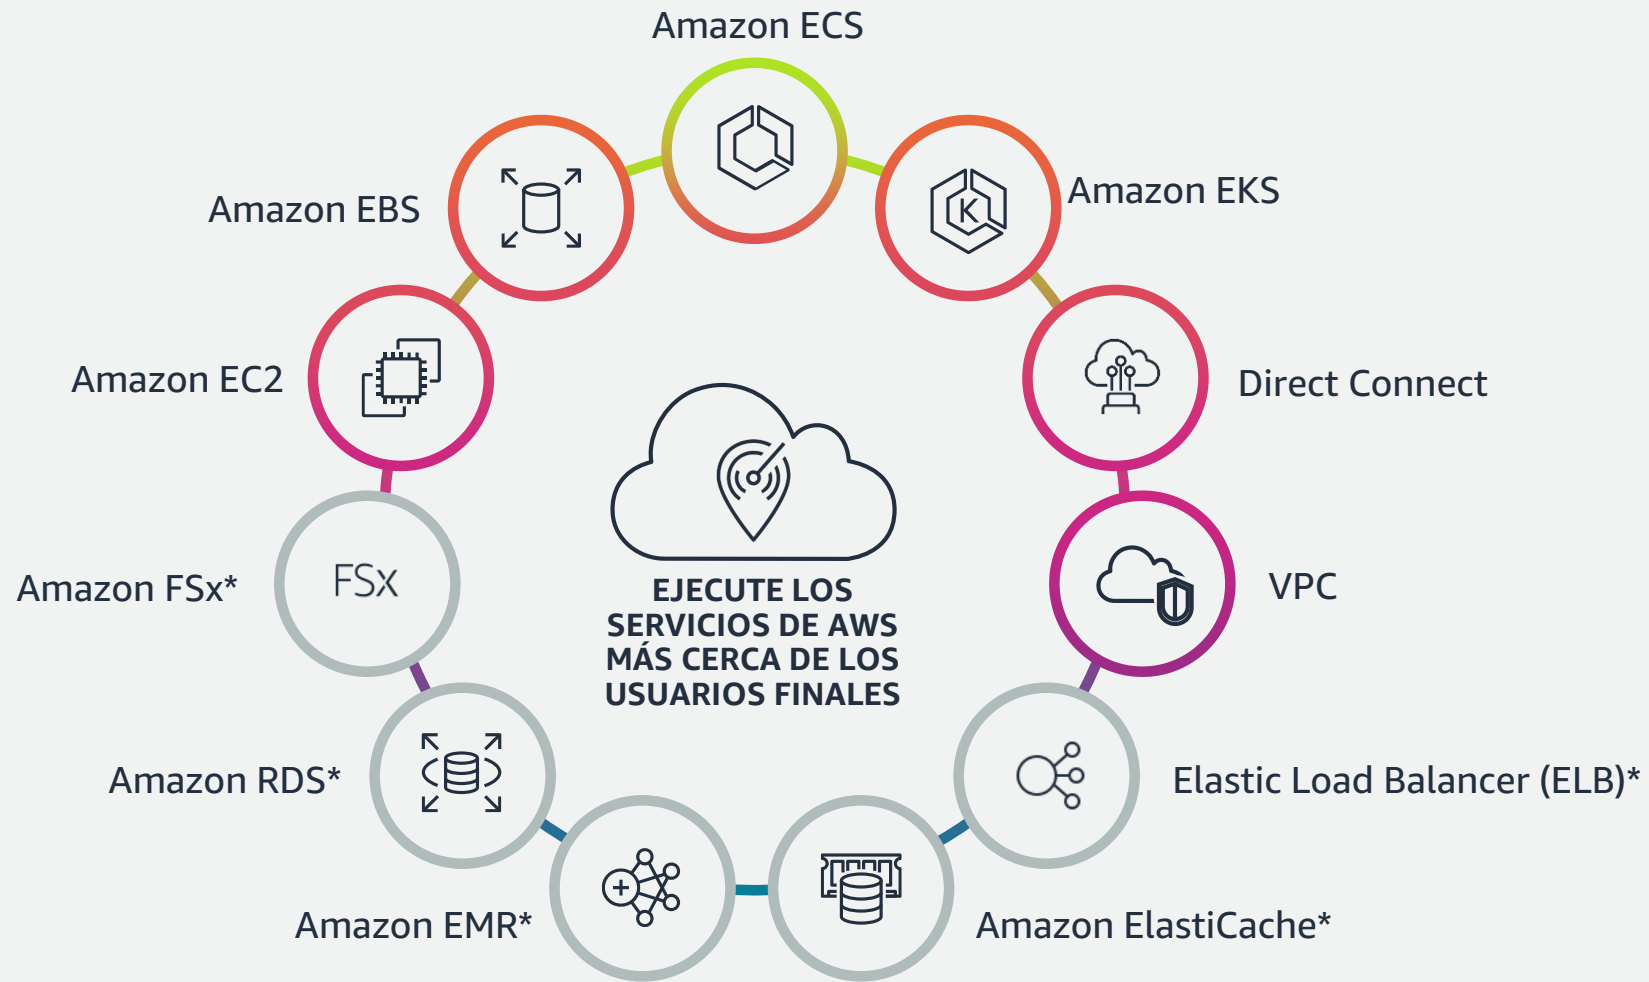 Amazon ECS
Amazon EBS
Amazon EKS
Amazon EC2
Direct Connect
Amazon FSx*
FSx
K
EJECUTE LOS
SERVICIOS DE AWS
MÁS CERCA DE LOS
USUARIOS FINALES
VPC
Amazon RDS*
Elastic Load Balancer (ELB)*
Amazon EMR*
Amazon ElastiCache*